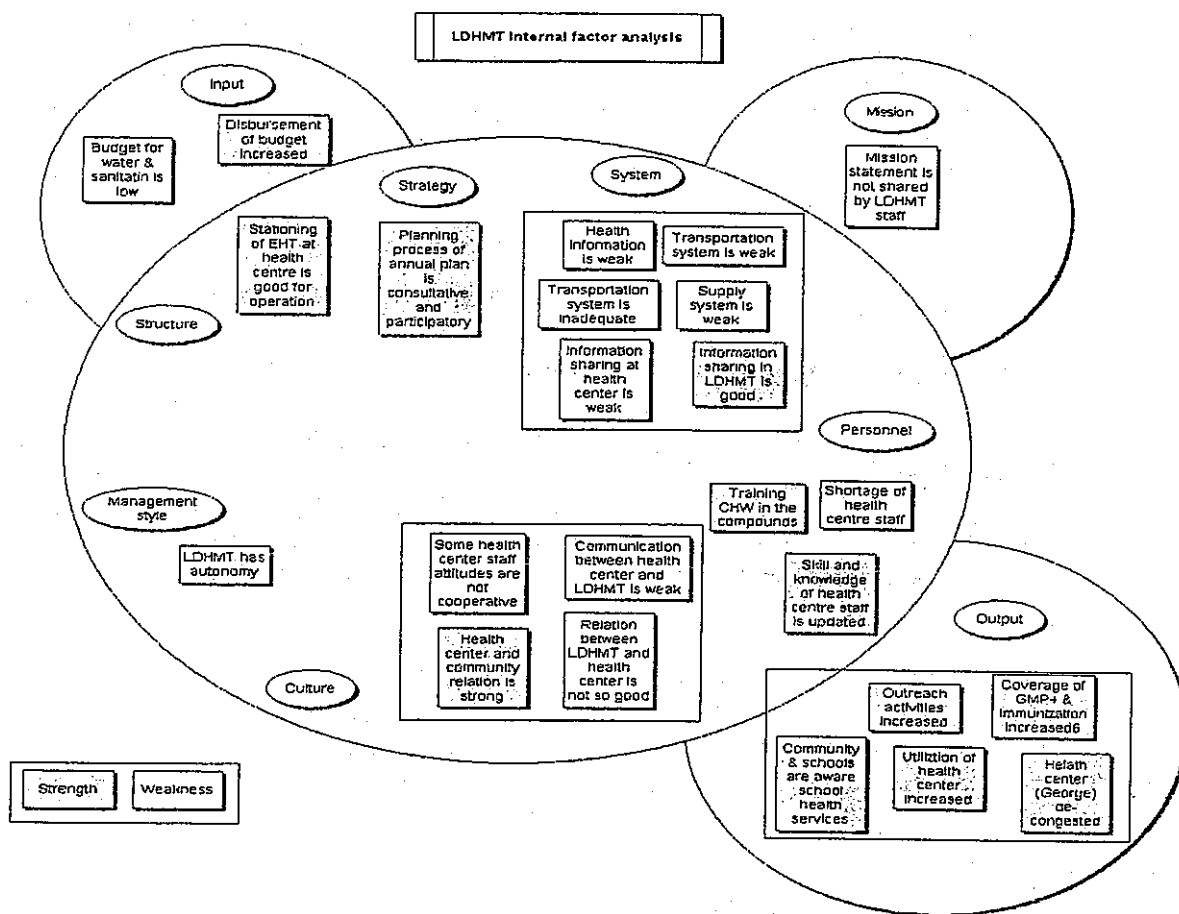 LDHMT Internal factor analysis
Input
Disbursement
of budget
increased
Budget for
water &
sanitatin is
low
Mission
Mission
statement is
not shared
by LDHMT
staff
Strategy
System
Stationing
of EHT at
health
centre is
good for
operation
Planning
process of
annual plan
is
consultative
and
participatory
Health
information
is weak
Transportation
system is weak
Transportation
system is
inadequate
Supply
system is
weak
Information
sharing at
health
center is
weak
Information
sharing in
LDHMT is
good
Structure
Personnel
Training
CHW in the
compounds
Shortage of
health
centre staff
Skill and
knowledge
of health
centre staff
is updated
Management
style
LDHMT has
autonomy
Some health
center staff
attitudes are
not
cooperative
Communication
between health
center and
LDHMT is weak
Health
center and
community
relation is
strong
Relation
between
LDHMT and
health
center is
not so good
Culture
Output
Outreach
activities
increased
Coverage of
GMP+ &
immunization
increased6
Community
& schools
are aware
school
health
services
Utiliztion of
health
center
increased
Helath
center
(George)
de-
congested
Strength
Weakness